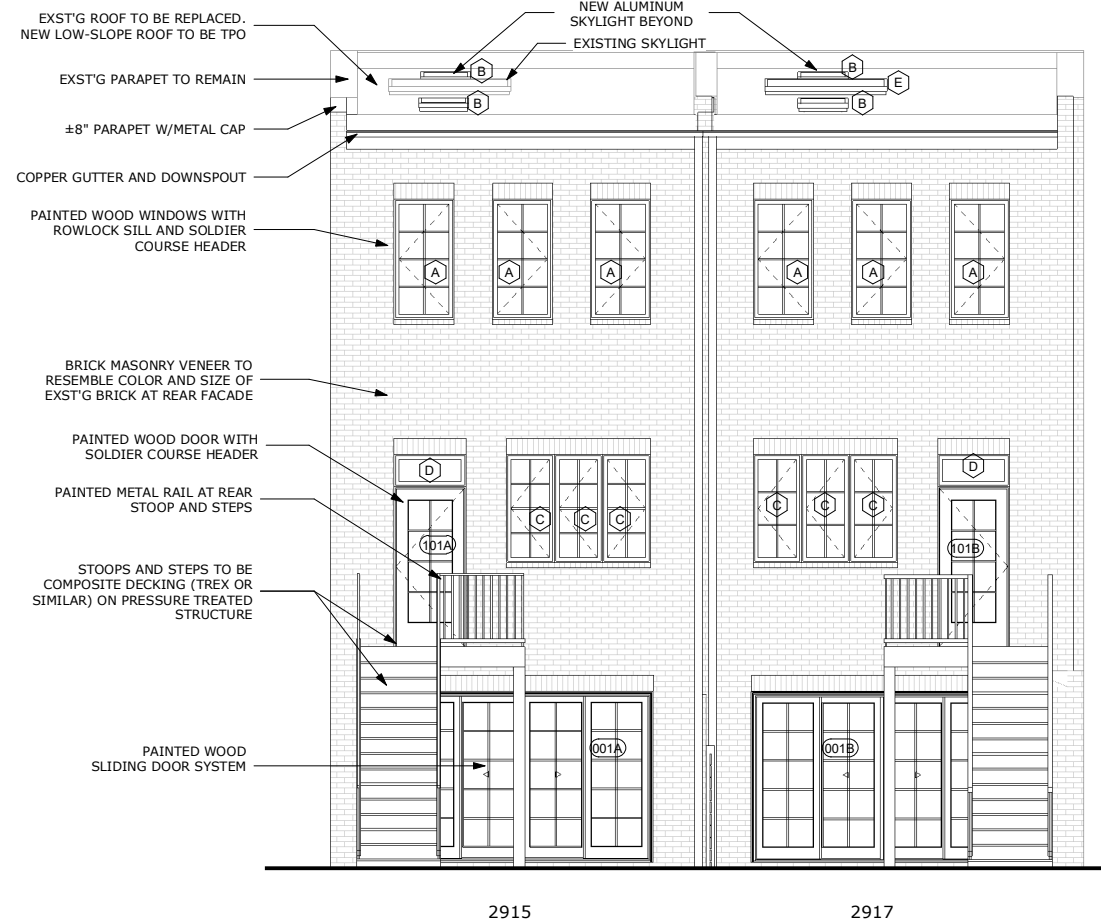 EXST'G ROOF TO BE REPLACED.
NEW LOW-SLOPE ROOF TO BE TPO
NEW ALUMINUM
SKYLIGHT BEYOND
EXISTING SKYLIGHT
EXST'G PARAPET TO REMAIN
B
B
B
E
B
±8" PARAPET W/METAL CAP
COPPER GUTTER AND DOWNSPOUT
PAINTED WOOD WINDOWS WITH
ROWLOCK SILL AND SOLDIER
COURSE HEADER
A
A
A
A
A
A
BRICK MASONRY VENEER TO
RESEMBLE COLOR AND SIZE OF
EXST'G BRICK AT REAR FACADE
PAINTED WOOD DOOR WITH
SOLDIER COURSE HEADER
D
D
PAINTED METAL RAIL AT REAR
STOOP AND STEPS
C
C
C
C
C
C
101A
101B
STOOPS AND STEPS TO BE
COMPOSITE DECKING (TREX OR
SIMILAR) ON PRESSURE TREATED
STRUCTURE
PAINTED WOOD
SLIDING DOOR SYSTEM
001A
001B
2915
2917